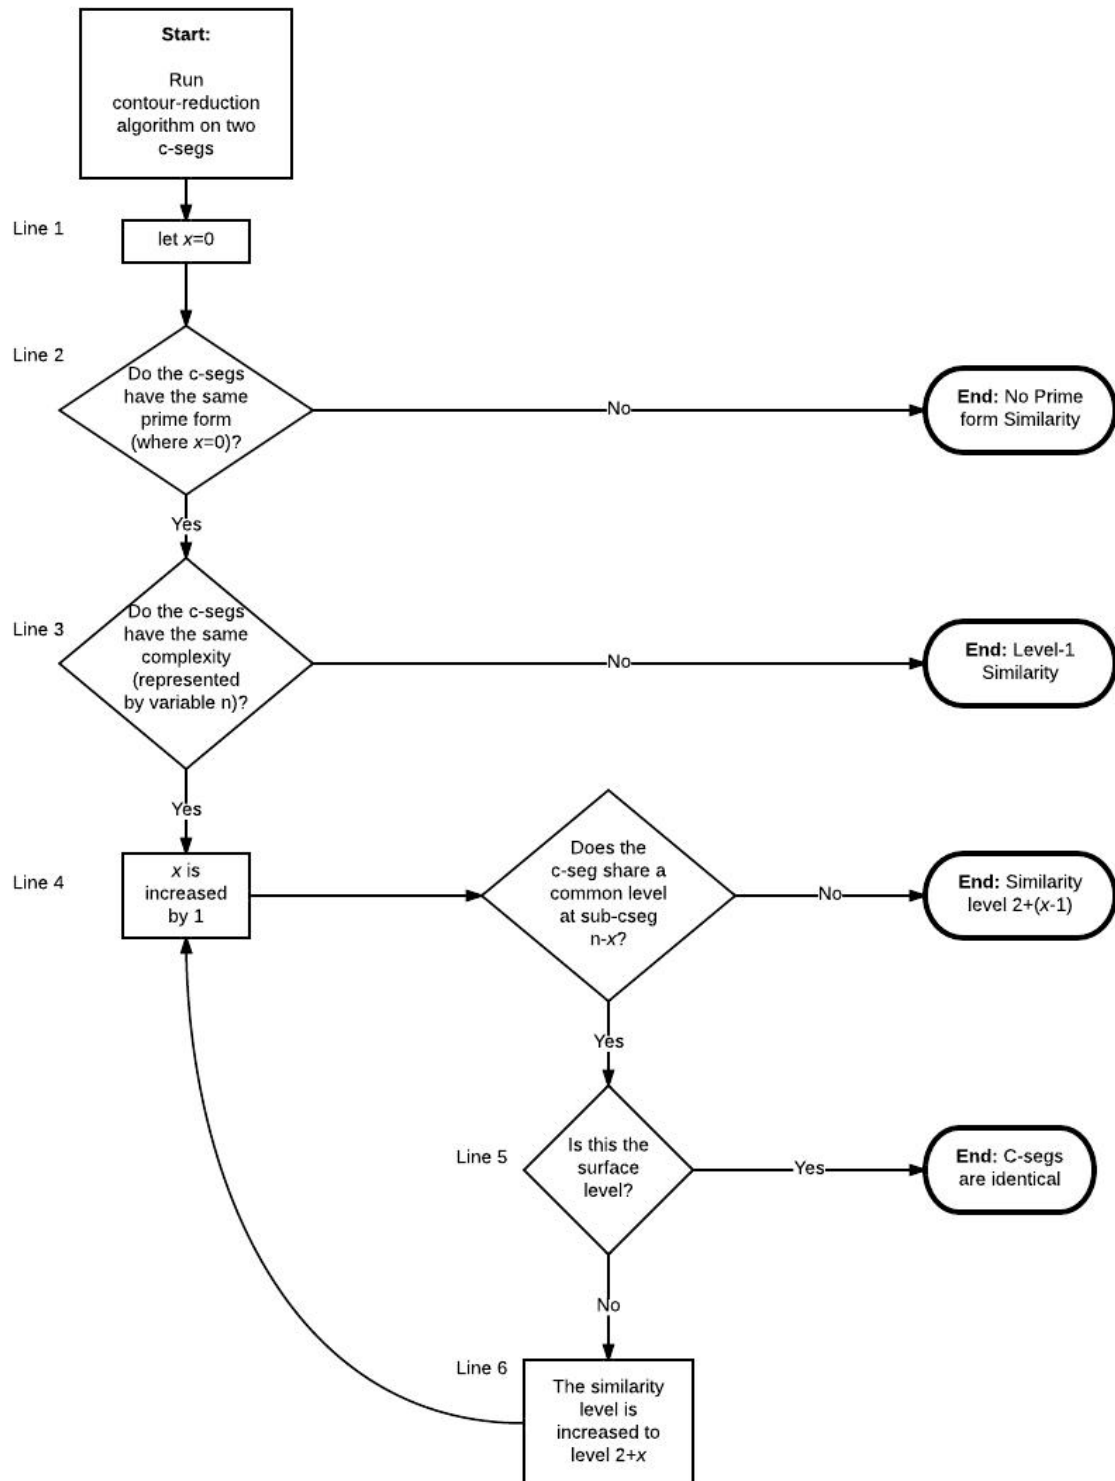 Start:
Run
contour-reduction
algorithm on two
c-segs
Line 1
let x=0
Line 2
Do the c-segs
have the same
prime form
(where x=0)?
No
End: No Prime
form Similarity
Yes
Line 3
Do the c-segs
have the same
complexity
(represented
by variable n)?
No
End: Level-1
Similarity
Yes
Line 4
x is
increased
by 1
Does the
c-seg share a
common level
at sub-cseg
n-x?
No
End: Similarity
level 2+(x-1)
Yes
Line 5
Is this the
surface
level?
Yes
End: C-segs
are identical
No
Line 6
The similarity
level is
increased to
level 2+x